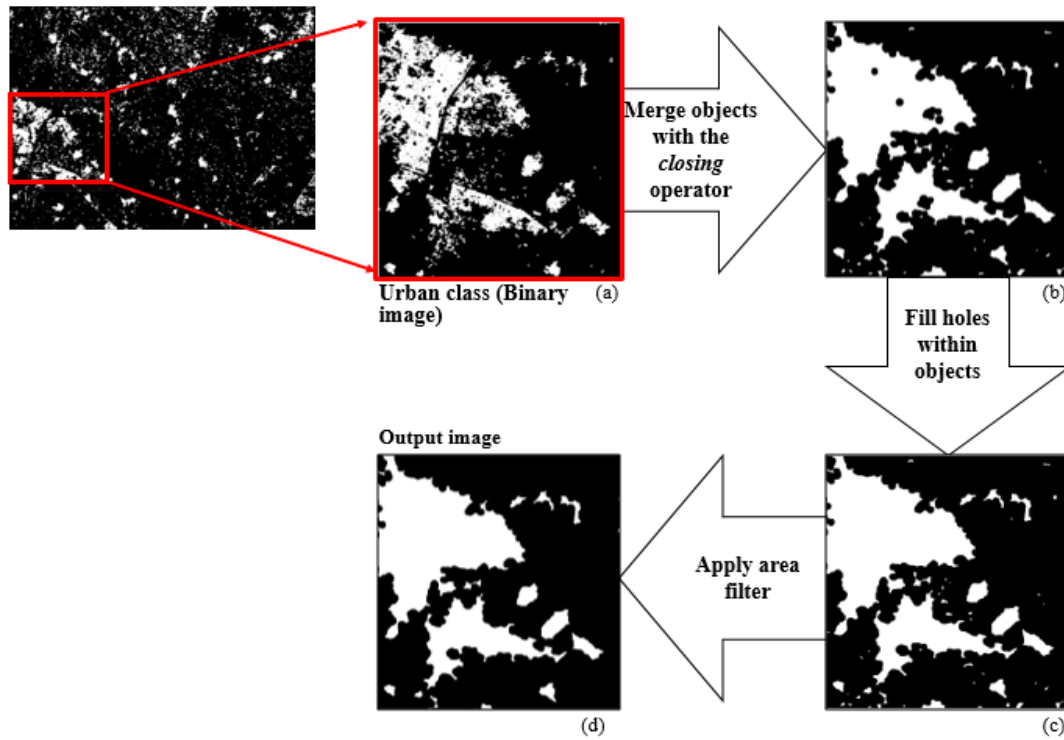 Merge objects
with the
closing
operator
Urban class (Binary
image)
(a)
(b)
Fill holes
within
objects
Output image
Apply area
filter
(d)
(c)